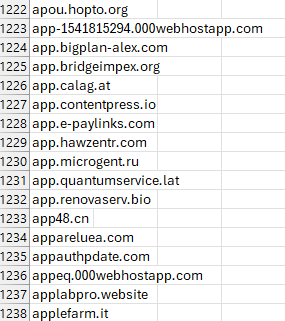 1222 apou.hopto.org
1223 app-1541815294.000webhostapp.com
1224 app.bigplan-alex.com
1225 app.bridgeimpex.org
1226 app.calag.at
1227 app.contentpress.io
1228 app.e-paylinks.com
1229 app.hawzentr.com
1230 app.microgent.ru
1231 app.quantumservice.lat
1232 app.renovaserv.bio
1233 app48.cn
1234 appareluea.com
1235 appauthpdate.com
1236 appeq.000webhostapp.com
1237 applabpro.website
1238 applefarm.it